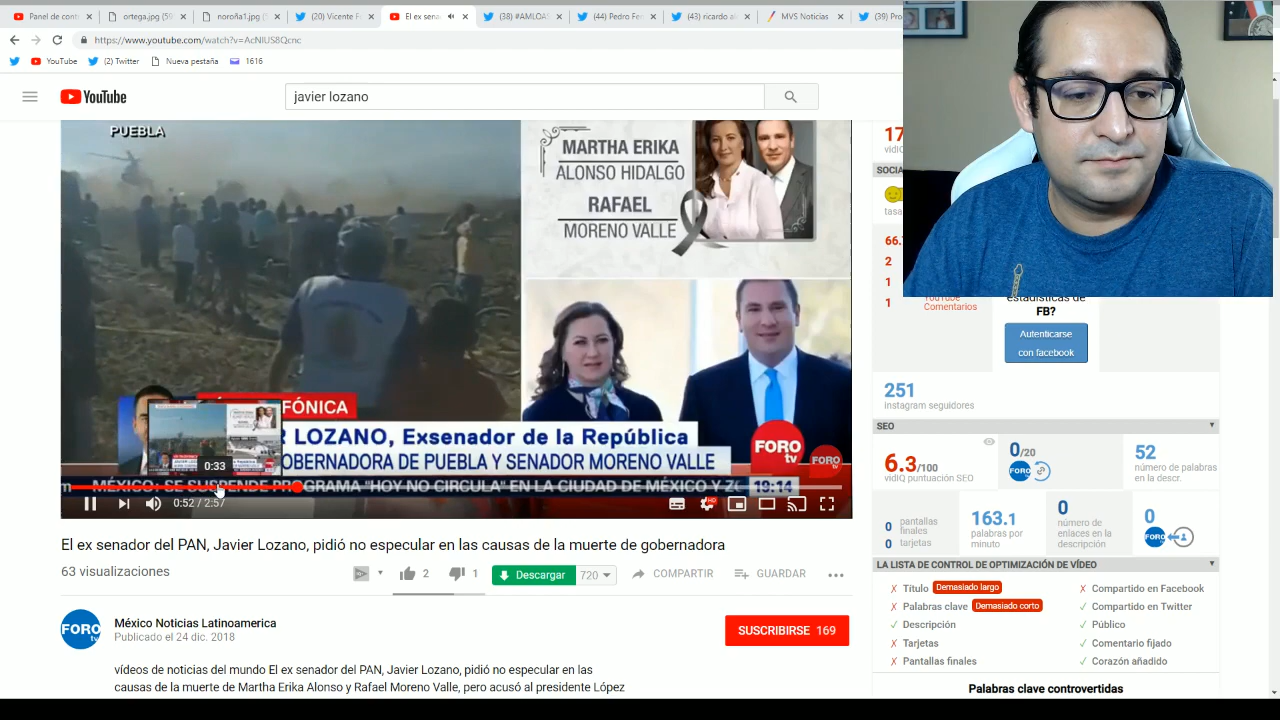 Panel de cont
ortega.jpg (59
noroña1.jpg (
(20) Vicente F
El ex sena
(38) #AMLOAS
(44) Pedro Fer
(43) ricardo al
MVS Noticias
(39) Pro
https://www.youtube.com/watch?v=AcNIUS8Qcnc
YouTube
(2) Twitter
Nueva pestaña
1616
YouTube
javier lozano
PUEBLA
MARTHA ERIKA
ALONSO HIDALGO
RAFAEL
MORENO VALLE
FÓNICA
R LOZANO, Exsenador de la República
OBERNADORA DE PUEBLA Y SENADOR MORENO VALLE
FORO
tv
FORO
tv
MÉXICO: SE SUSPENDE PROGRAMA "HOY NO CIRCULA" EN LA CIUDAD DE MÉXICO Y ZO
19:14
0:33
0:52 / 2:57
HD
El ex senador del PAN, Javier Lozano, pidió no especular en las causas de la muerte de gobernadora
63 visualizaciones
2
1
Descargar
720
COMPARTIR
GUARDAR
FORO
tv
México Noticias Latinoamerica
Publicado el 24 dic. 2018
SUSCRIBIRSE 169
vídeos de noticias del mundo El ex senador del PAN, Javier Lozano, pidió no especular en las
causas de la muerte de Martha Erika Alonso y Rafael Moreno Valle, pero acusó al presidente López
17
vidIQ
SOCIA
tasa
66.
2
1
1
YouTube
Comentarios
estadísticas de
FB?
Autenticarse
con facebook
251
Instagram seguidores
SEO
6.3/100
vidIQ puntuación SEO
0/20
FORO
52
número de palabras
en la descr.
0
pantallas
finales
0
tarjetas
163.1
palabras por
minuto
0
número de
enlaces en la
descripción
0
FORO
LA LISTA DE CONTROL DE OPTIMIZACIÓN DE VÍDEO
✗ Título Demasiado largo
✗ Compartido en Facebook
✗ Palabras clave Demasiado corto
✓ Compartido en Twitter
✓ Descripción
✓ Público
✗ Tarjetas
✓ Comentario fijado
✗ Pantallas finales
✓ Corazón añadido
Palabras clave controvertidas